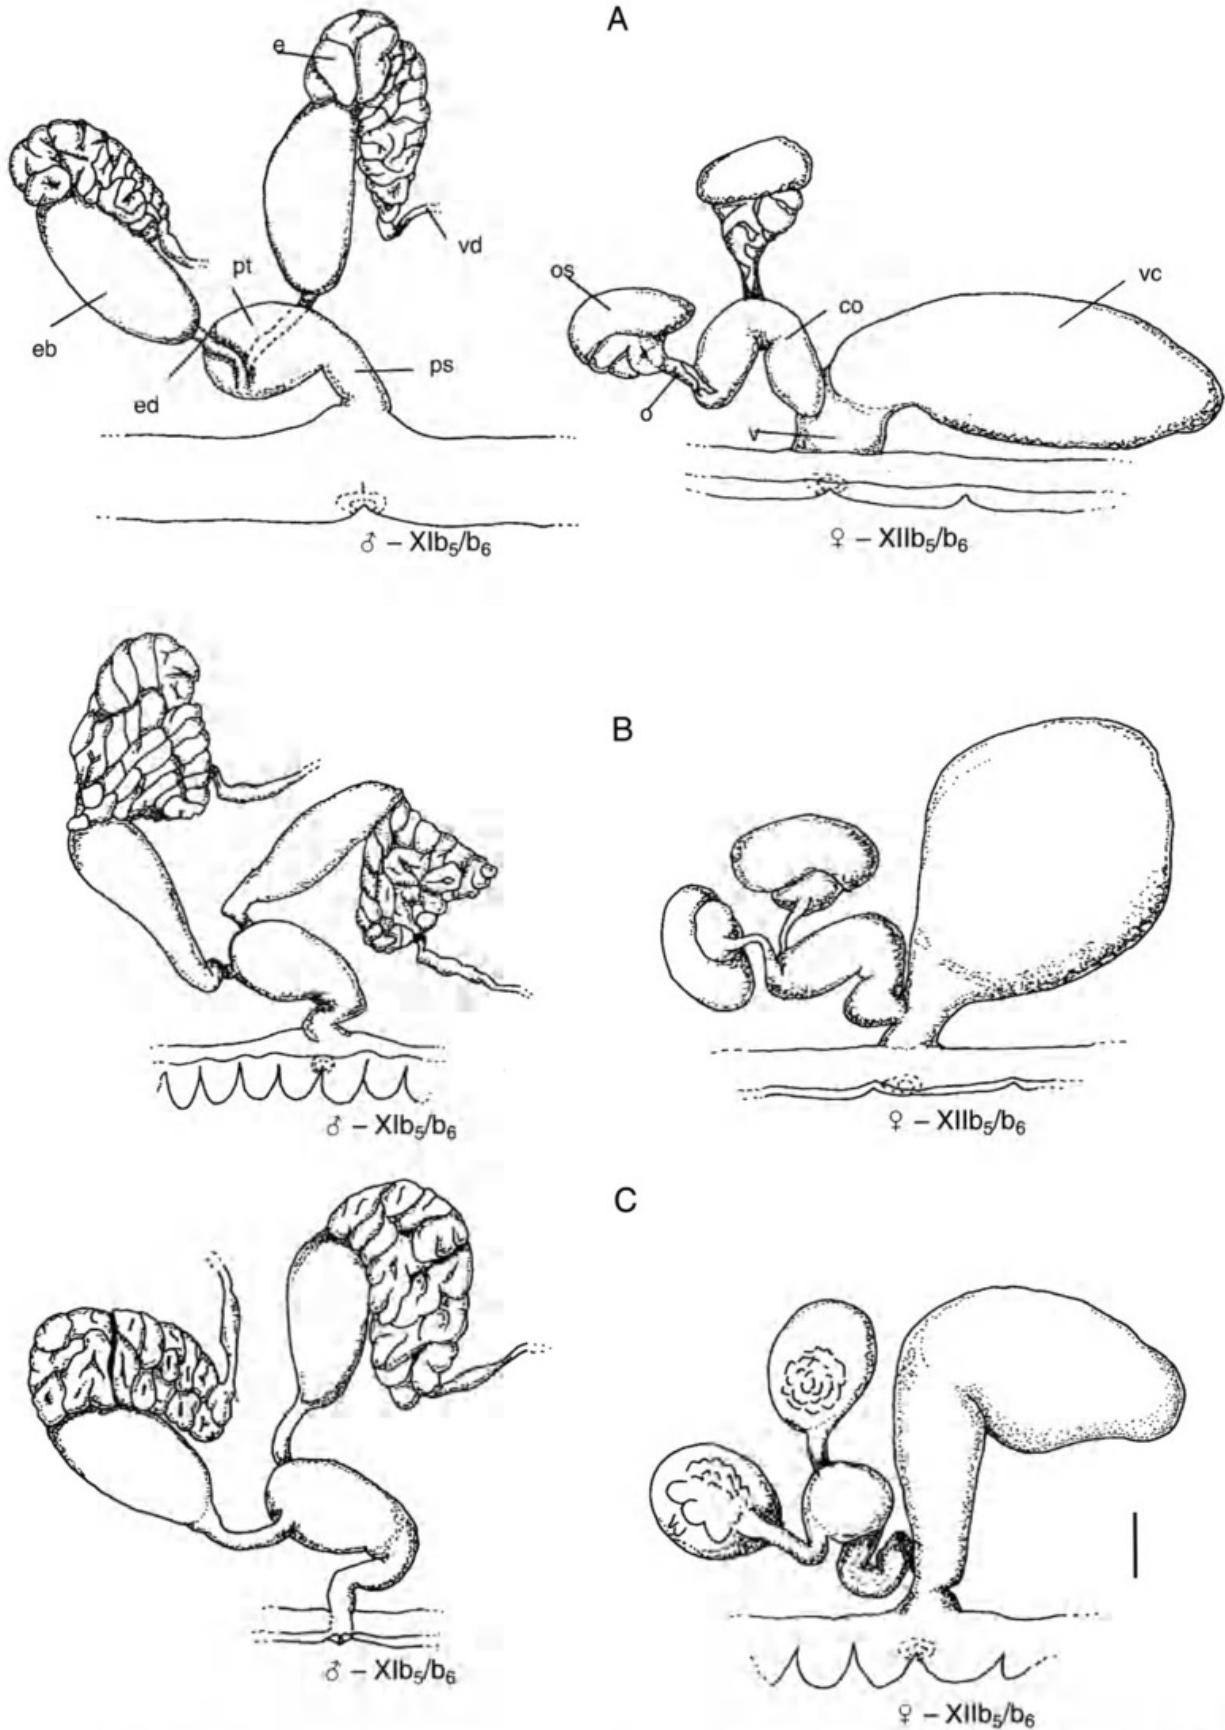 A
e
vd
pt
eb
ed
ps
os
co
vc
o
v
♂ – XIb₅/b₆
♀ – XIIb₅/b₆
B
♂ – XIb₅/b₆
♀ – XIIb₅/b₆
C
♂ – XIb₅/b₆
♀ – XIIb₅/b₆